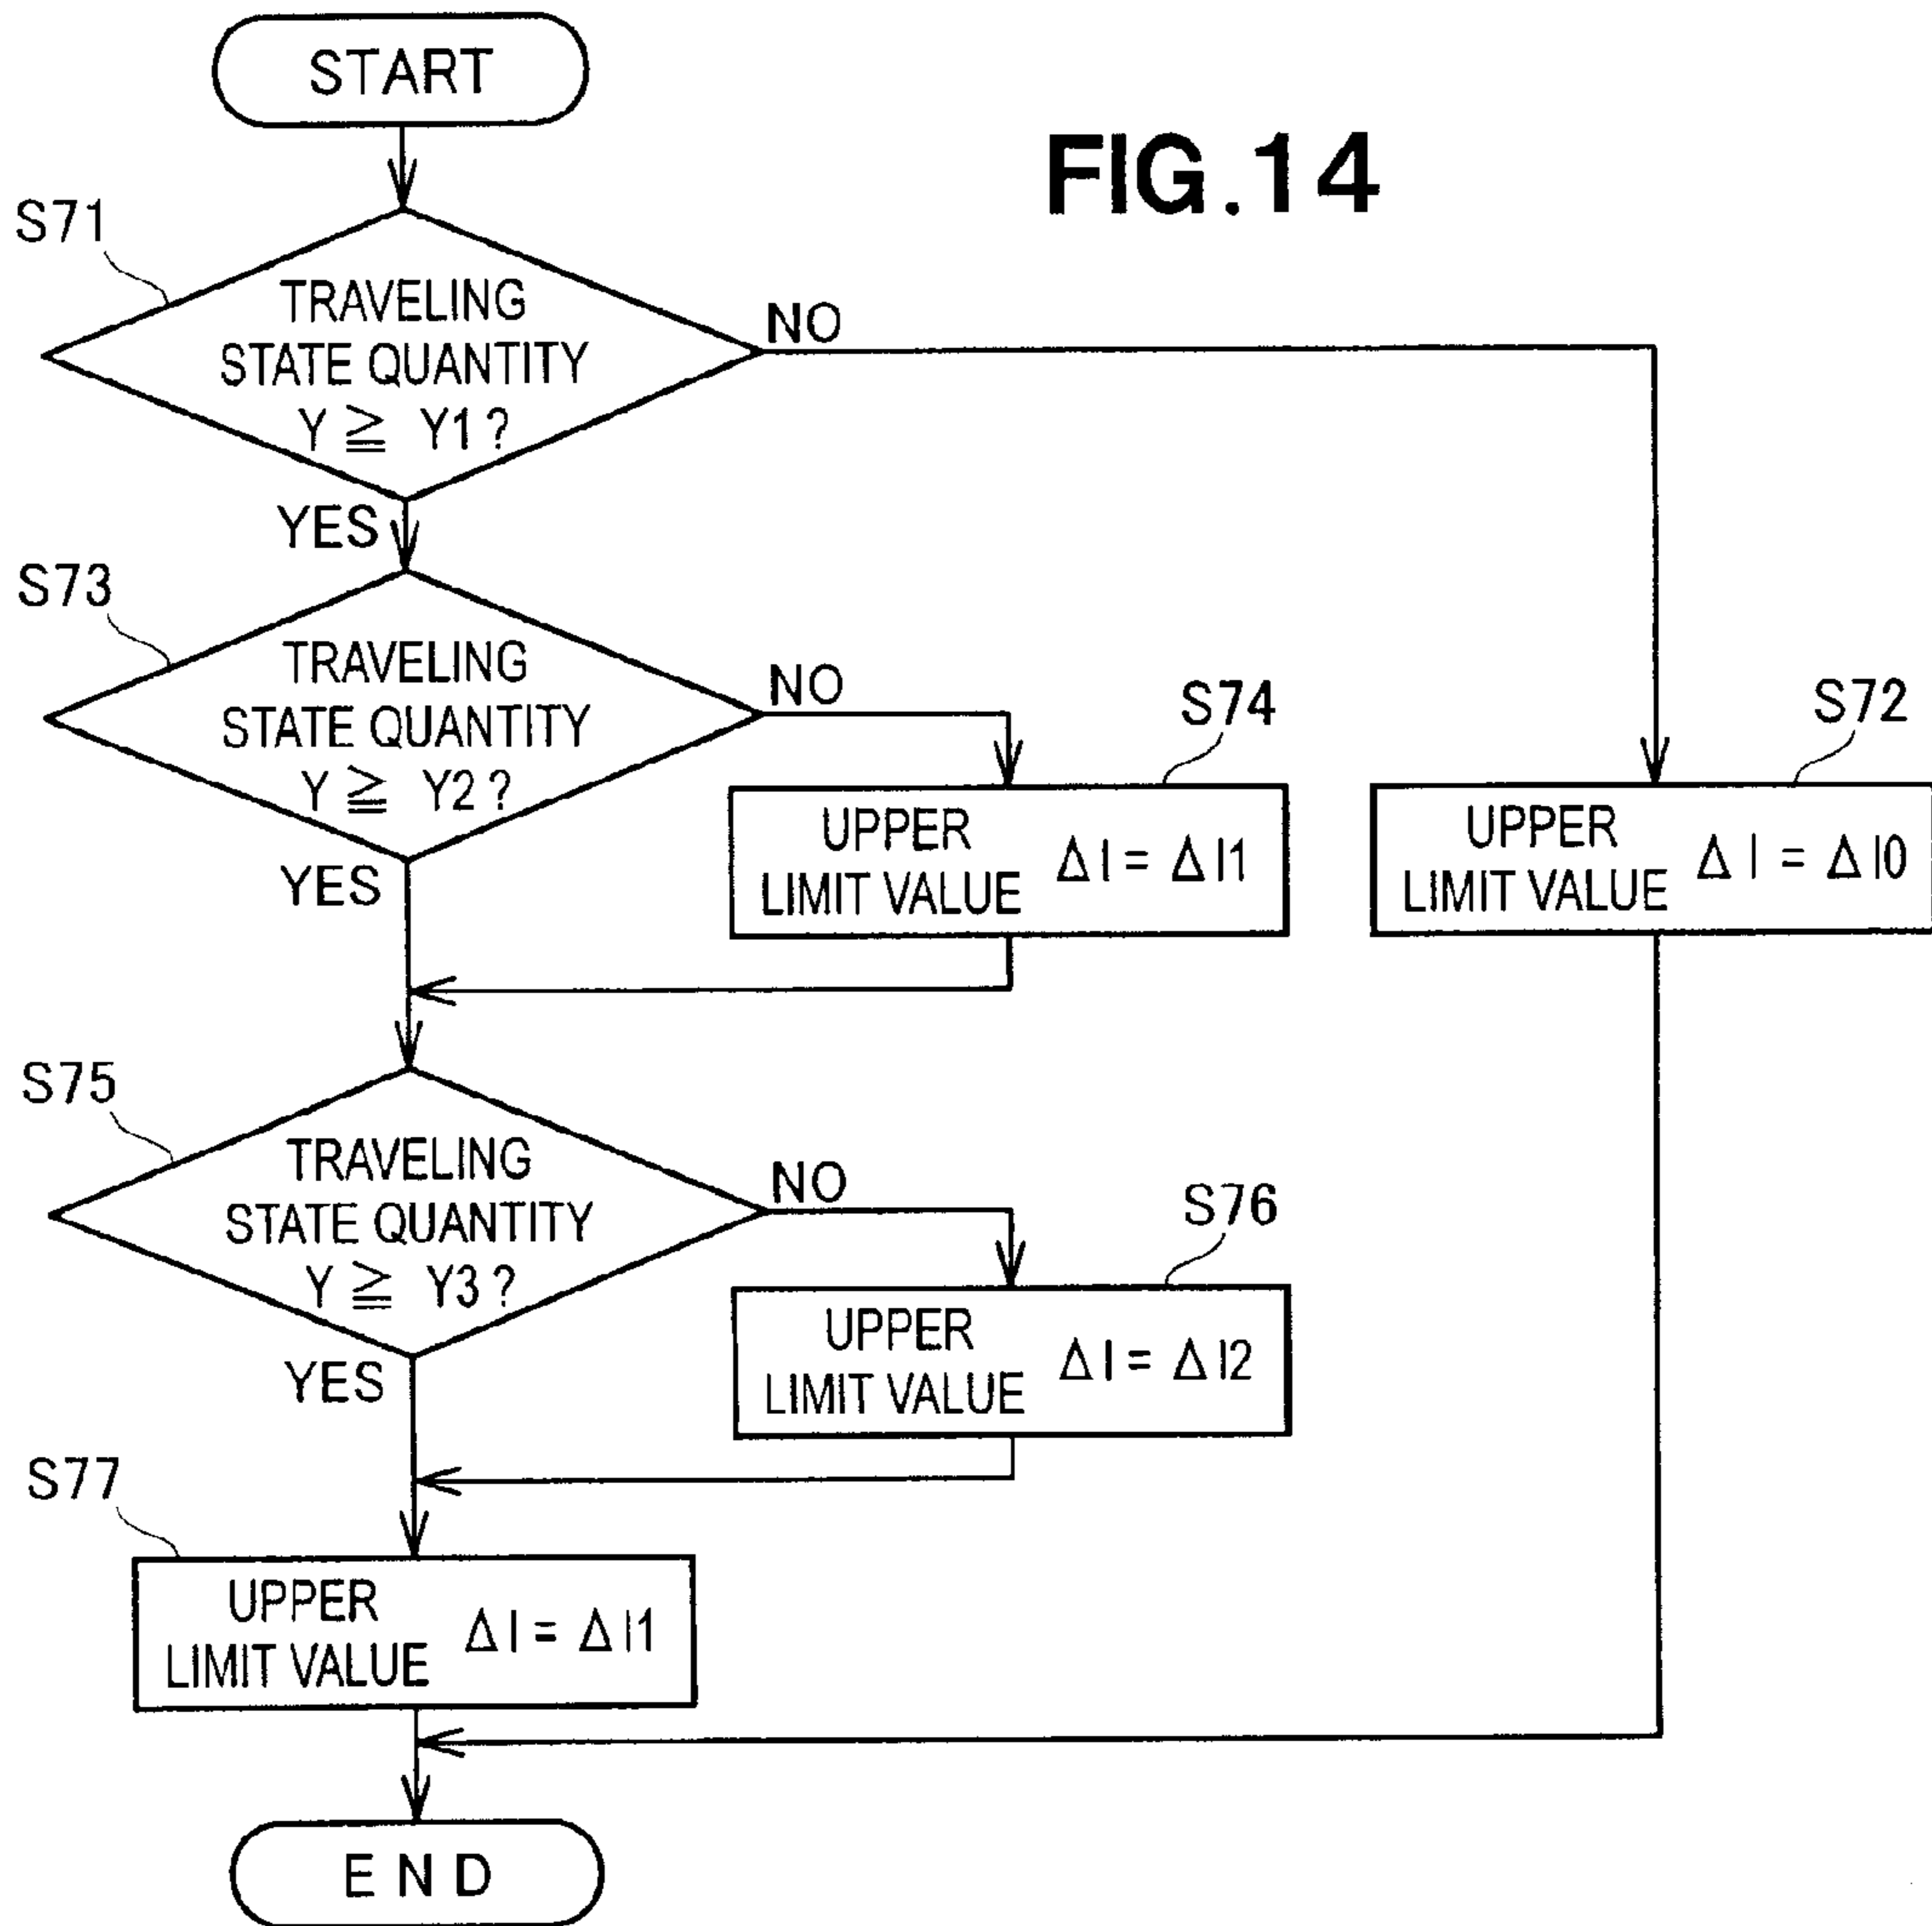 START
FIG.14
S71
TRAVELING
STATE QUANTITY
Y ≧ Y1?
NO
YES
S73
TRAVELING
STATE QUANTITY
Y ≧ Y2?
NO
YES
S74
UPPER
LIMIT VALUE ΔI = ΔI1
S72
UPPER
LIMIT VALUE ΔI = ΔI0
S75
TRAVELING
STATE QUANTITY
Y ≧ Y3?
NO
YES
S76
UPPER
LIMIT VALUE ΔI = ΔI2
S77
UPPER
LIMIT VALUE ΔI = ΔI1
END